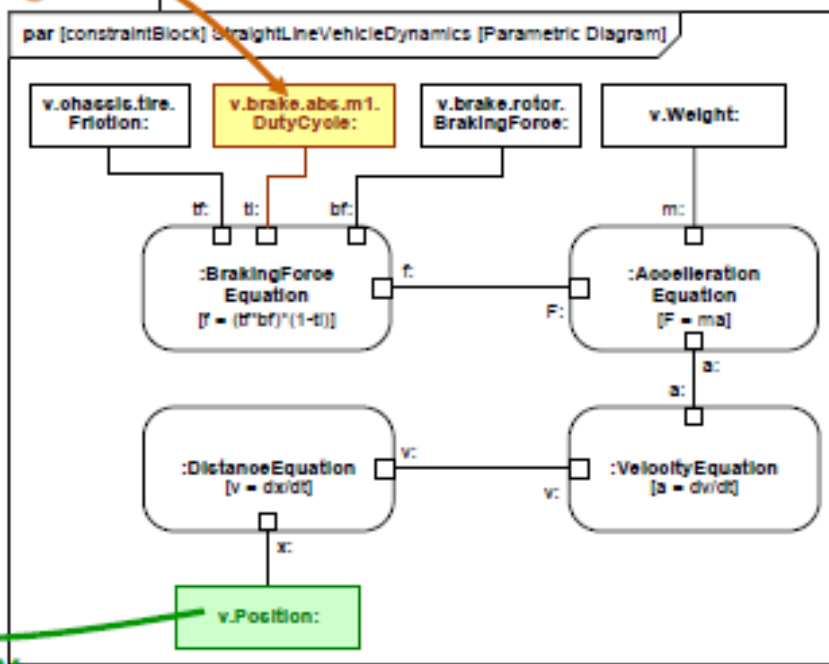 par [constraintBlock] StraightLineVehicleDynamics [Parametric Diagram]
v.chassis.tire.
Friction:
v.brake.abs.m1.
DutyCycle:
v.brake.rotor.
BrakingForce:
v.Weight:
tf:
tl:
bf:
m:
:BrakingForce
Equation
[f = (tf*bf)*(1-tl)]
f:
F:
:Accelleration
Equation
[F = ma]
a:
a:
:DistanceEquation
[v = dx/dt]
v:
v:
:VelocityEquation
[a = dv/dt]
x:
v.Position: